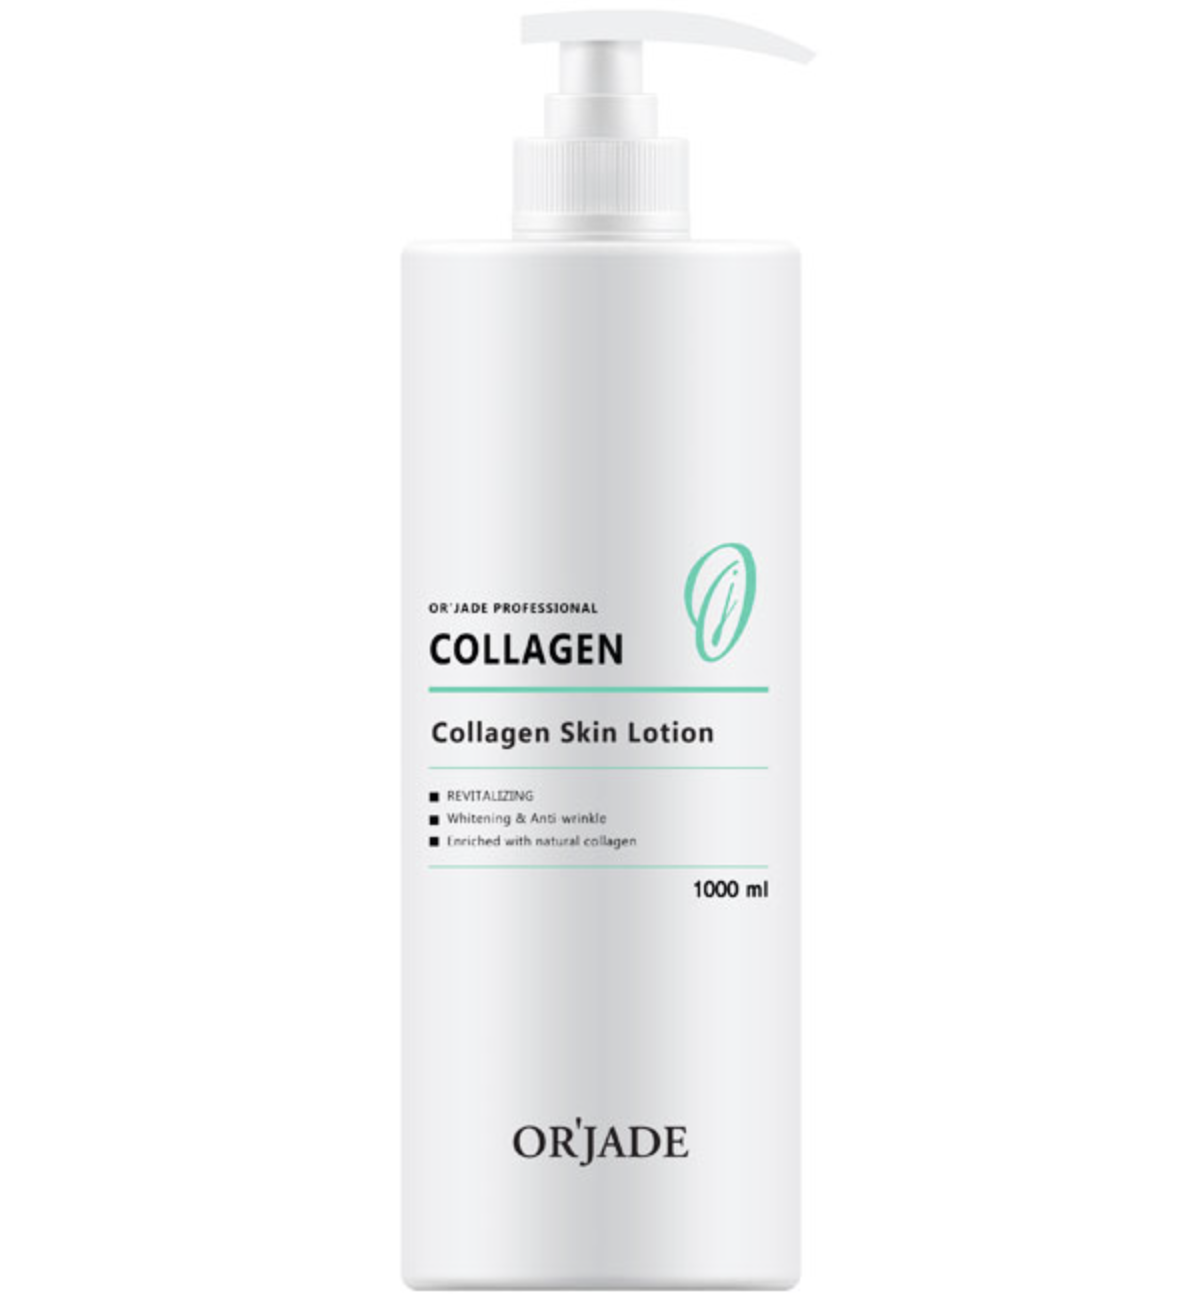 OR'JADE PROFESSIONAL
COLLAGEN
Collagen Skin Lotion
REVITALIZING
Whitening & Anti-wrinkle
Enriched with natural collagen
1000 ml
OR'JADE